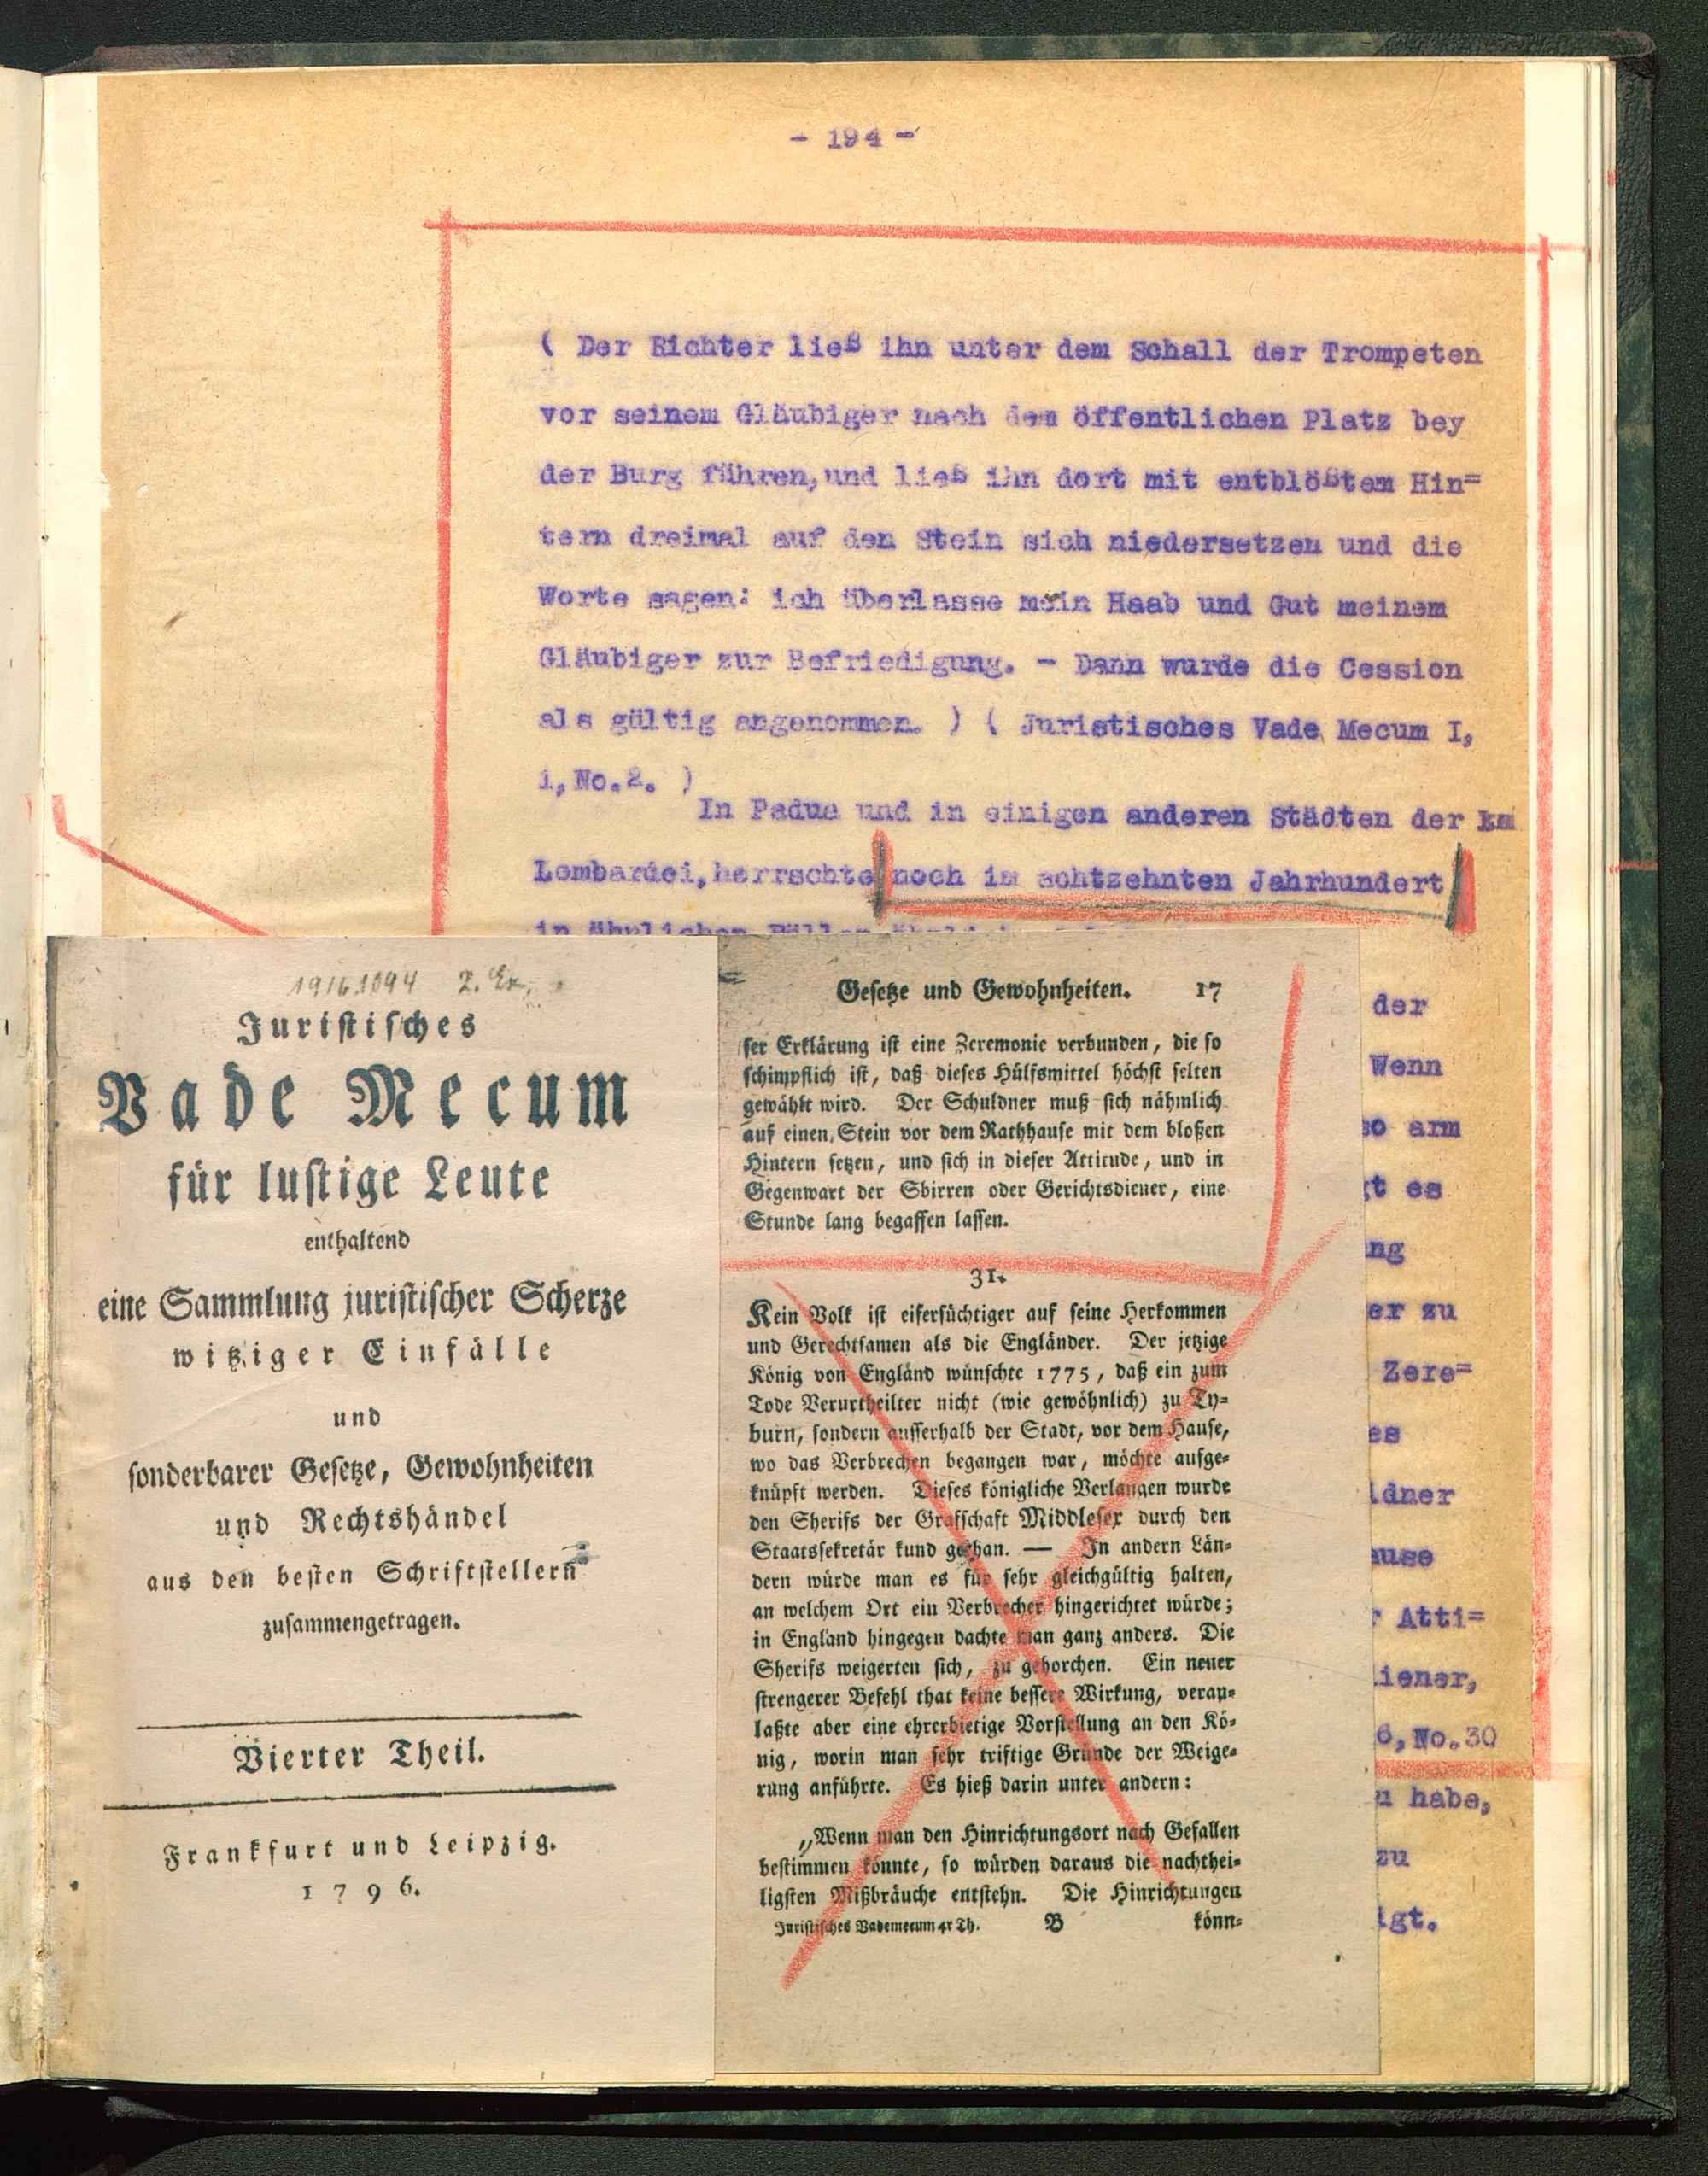 - 194 -
( Der Richter ließ ihn unter dem Schall der Trompeten
vor seinem Gläubiger nach dem öffentlichen Platz bey
der Burg führen, und ließ ihn dort mit entblößtem Hin=
tern dreimal auf den Stein sich niedersetzen und die
Worte sagen: ich überlasse mein Haab und Gut meinem
Gläubiger zur Befriedigung. - Dann wurde die Cession
als gültig angenommen. ) ( Juristisches Vade Mecum I,
1, No.2. )
In Padua und in einigen anderen Städten der
Lombardei, herrschte noch im achtzehnten Jahrhundert
in ähnlichen Fällen
der
Wenn
so arm
es
er zu
Zere=
es
ldner
ause
Atti=
diener,
6, No.30
habe,
zu
igt.
1916.1094 2. Ex.
Juristisches
Vade Mecum
für lustige Leute
enthaltend
eine Sammlung juristischer Scherze
witziger Einfälle
und
sonderbarer Gesetze, Gewohnheiten
und Rechtshändel
aus den besten Schriftstellern
zusammengetragen.
Vierter Theil.
Frankfurt und Leipzig.
1796.
Gesetze und Gewohnheiten. 17
ser Erklärung ist eine Zeremonie verbunden, die so
schimpflich ist, daß dieses Hülfsmittel höchst selten
gewählt wird. Der Schuldner muß sich nähmlich
auf einen Stein vor dem Rathhause mit dem bloßen
Hintern setzen, und sich in dieser Attitude, und in
Gegenwart der Sbirren oder Gerichtsdiener, eine
Stunde lang begaffen lassen.
31.
Kein Volk ist eifersüchtiger auf seine Herkommen
und Gerechtsamen als die Engländer. Der jetzige
König von England wünschte 1775, daß ein zum
Tode Verurtheilter nicht (wie gewöhnlich) zu Ty=
burn, sondern ausserhalb der Stadt, vor dem Hause,
wo das Verbrechen begangen war, möchte aufge=
knüpft werden. Dieses königliche Verlangen wurde
den Sherifs der Grafschaft Middlesex durch den
Staatssekretär kund gethan. — In andern Län=
dern würde man es für sehr gleichgültig halten,
an welchem Ort ein Verbrecher hingerichtet würde;
in England hingegen dachte man ganz anders. Die
Sherifs weigerten sich, zu gehorchen. Ein neuer
strengerer Befehl that keine bessere Wirkung, veran=
laßte aber eine ehrerbietige Vorstellung an den Kö=
nig, worin man sehr triftige Gründe der Weige=
rung anführte. Es hieß darin unter andern:
„Wenn man den Hinrichtungsort nach Gefallen
bestimmen könnte, so würden daraus die nachthei=
ligsten Mißbräuche entstehn. Die Hinrichtungen
Juristisches Vademecum 4r Th. B könn=